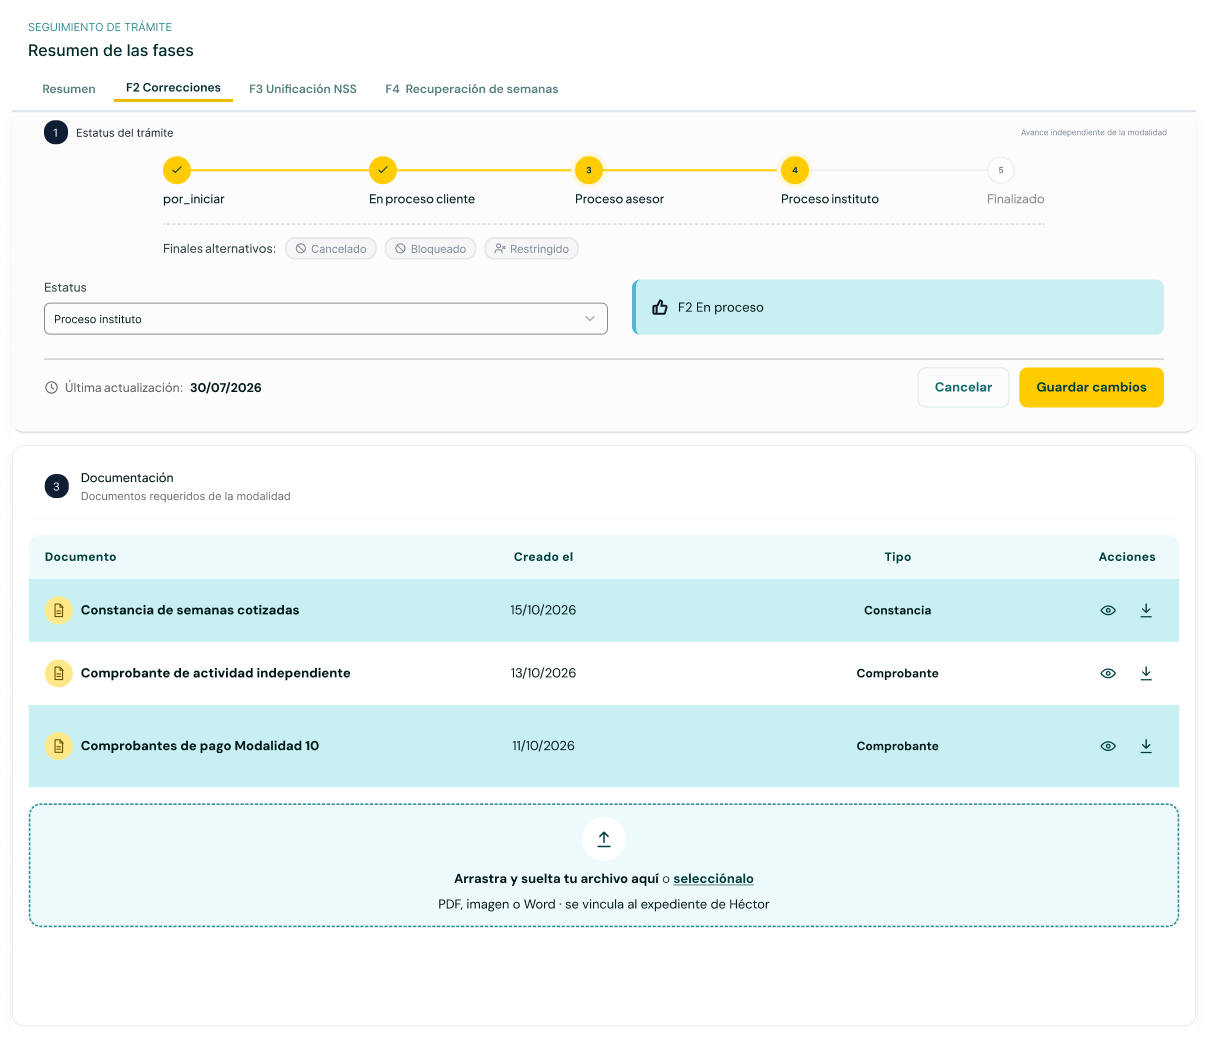 SEGUIMIENTO DE TRÁMITE
Resumen de las fases
Resumen F2 Correcciones F3 Unificación NSS F4 Recuperación de semanas
1 Estatus del trámite Avance independiente de la modalidad
3 4 5
por_iniciar En proceso cliente Proceso asesor Proceso instituto Finalizado
Finales alternativos: Cancelado Bloqueado Restringido
Estatus
Proceso instituto
F2 En proceso
Última actualización: 30/07/2026 Cancelar Guardar cambios
3 Documentación
Documentos requeridos de la modalidad
Documento Creado el Tipo Acciones
Constancia de semanas cotizadas 15/10/2026 Constancia
Comprobante de actividad independiente 13/10/2026 Comprobante
Comprobantes de pago Modalidad 10 11/10/2026 Comprobante
Arrastra y suelta tu archivo aquí o selecciónalo
PDF, imagen o Word · se vincula al expediente de Héctor